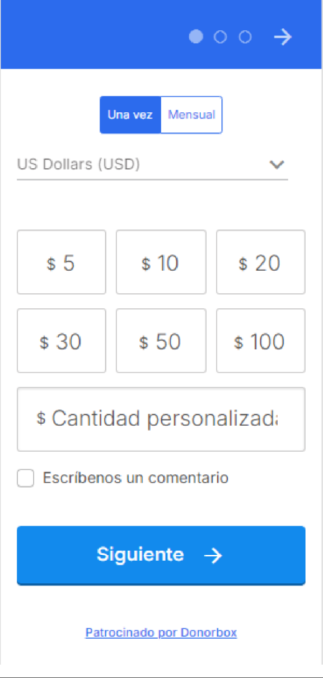 Una vez Mensual
US Dollars (USD)
$ 5 $ 10 $ 20
$ 30 $ 50 $ 100
$ Cantidad personalizad
Escríbenos un comentario
Siguiente →
Patrocinado por Donorbox